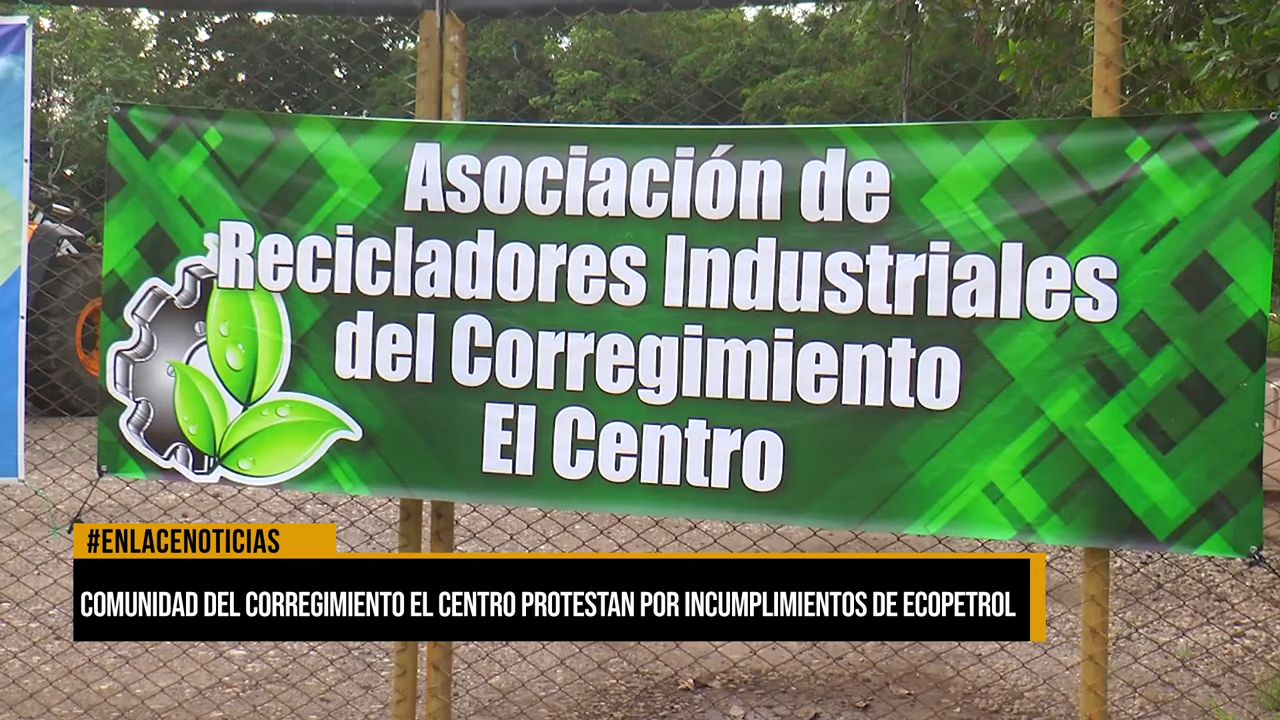 Asociación de
Recicladores Industriales
del Corregimiento
El Centro
#ENLACENOTICIAS
COMUNIDAD DEL CORREGIMIENTO EL CENTRO PROTESTAN POR INCUMPLIMIENTOS DE ECOPETROL